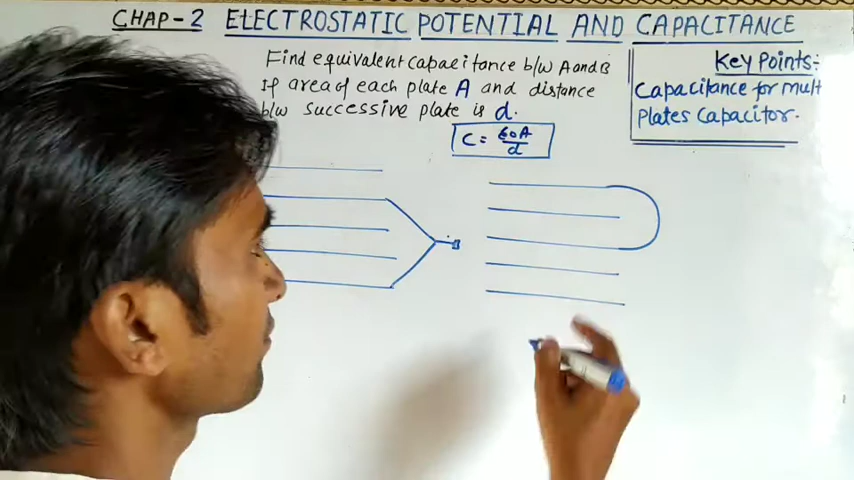 CHAP-2 ELECTROSTATIC POTENTIAL AND CAPACITANCE
Find equivalent capacitance b/w A and B
If area of each plate A and distance
b/w successive plate is d.
C = ϵ0A/d
Key Points:-
Capacitance for mult
Plates Capacitor.
B